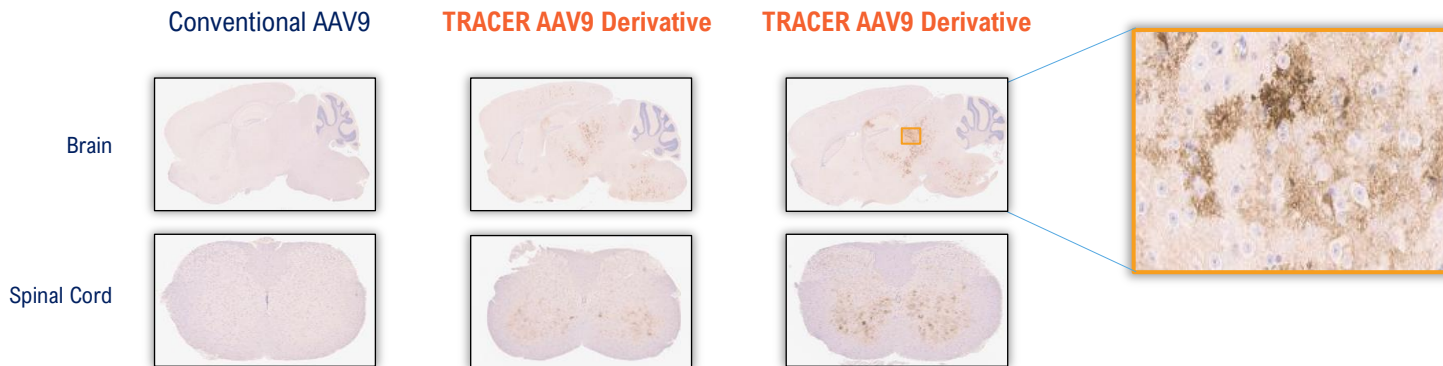 Conventional AAV9
TRACER AAV9 Derivative
TRACER AAV9 Derivative
Brain
Spinal Cord